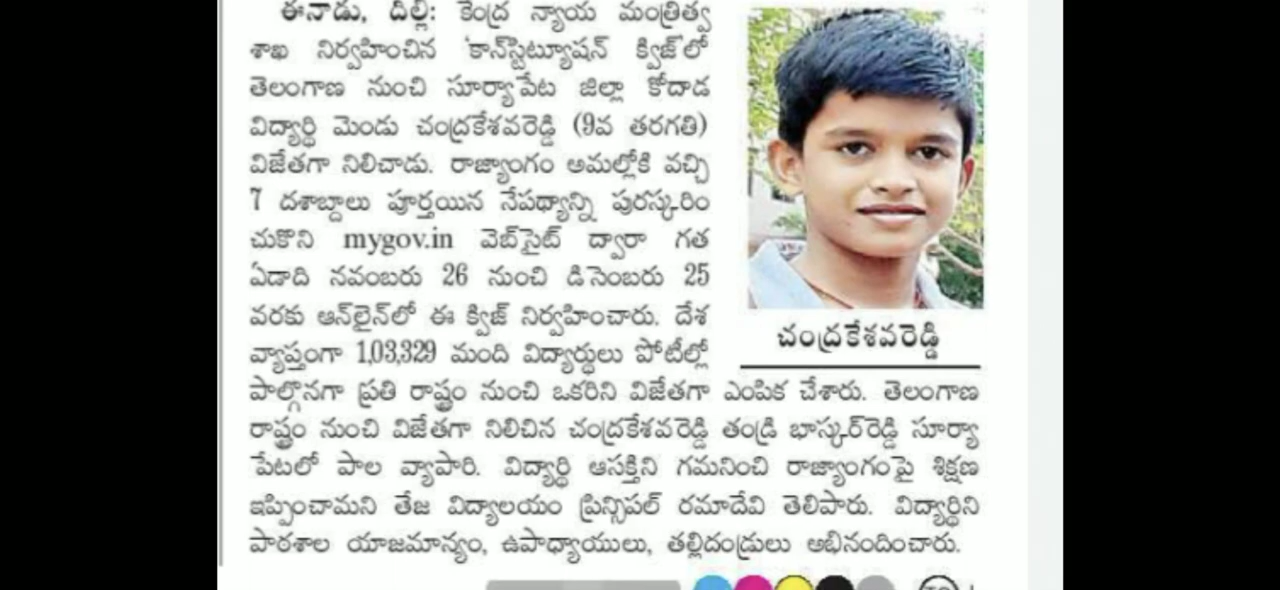 ఈనాడు, దిల్లీ: కేంద్ర న్యాయ మంత్రిత్వ
శాఖ నిర్వహించిన 'కాన్‌స్టిట్యూషన్ క్విజ్‌'లో
తెలంగాణ నుంచి సూర్యాపేట జిల్లా కోదాడ
విద్యార్థి మెండు చంద్రకేశవరెడ్డి (9వ తరగతి)
విజేతగా నిలిచాడు. రాజ్యాంగం అమల్లోకి వచ్చి
7 దశాబ్దాలు పూర్తయిన నేపథ్యాన్ని పురస్కరిం
చుకొని mygov.in వెబ్‌సైట్ ద్వారా గత
ఏడాది నవంబరు 26 నుంచి డిసెంబరు 25
వరకు ఆన్‌లైన్‌లో ఈ క్విజ్ నిర్వహించారు. దేశ
వ్యాప్తంగా 1,03,329 మంది విద్యార్థులు పోటీల్లో
పాల్గొనగా ప్రతి రాష్ట్రం నుంచి ఒకరిని విజేతగా ఎంపిక చేశారు. తెలంగాణ
రాష్ట్రం నుంచి విజేతగా నిలిచిన చంద్రకేశవరెడ్డి తండ్రి భాస్కర్‌రెడ్డి సూర్యా
పేటలో పాల వ్యాపారి. విద్యార్థి ఆసక్తిని గమనించి రాజ్యాంగంపై శిక్షణ
ఇప్పించామని తేజ విద్యాలయం ప్రిన్సిపల్ రమాదేవి తెలిపారు. విద్యార్థిని
పాఠశాల యాజమాన్యం, ఉపాధ్యాయులు, తల్లిదండ్రులు అభినందించారు.
చంద్రకేశవరెడ్డి